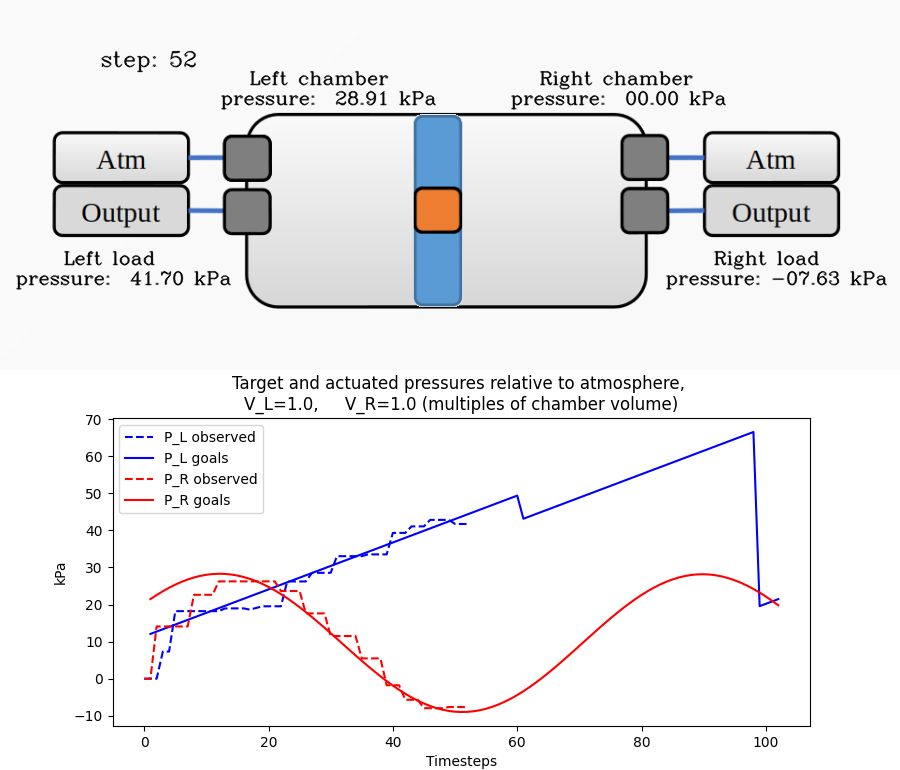 step: 52
Left chamber
pressure: 28.91 kPa
Right chamber
pressure: 00.00 kPa
Atm
Output
Atm
Output
Left load
pressure: 41.70 kPa
Right load
pressure: −07.63 kPa
Target and actuated pressures relative to atmosphere,
V_L=1.0, V_R=1.0 (multiples of chamber volume)
P_L observed
P_L goals
P_R observed
P_R goals
kPa
70
60
50
40
30
20
10
0
−10
0 20 40 60 80 100
Timesteps